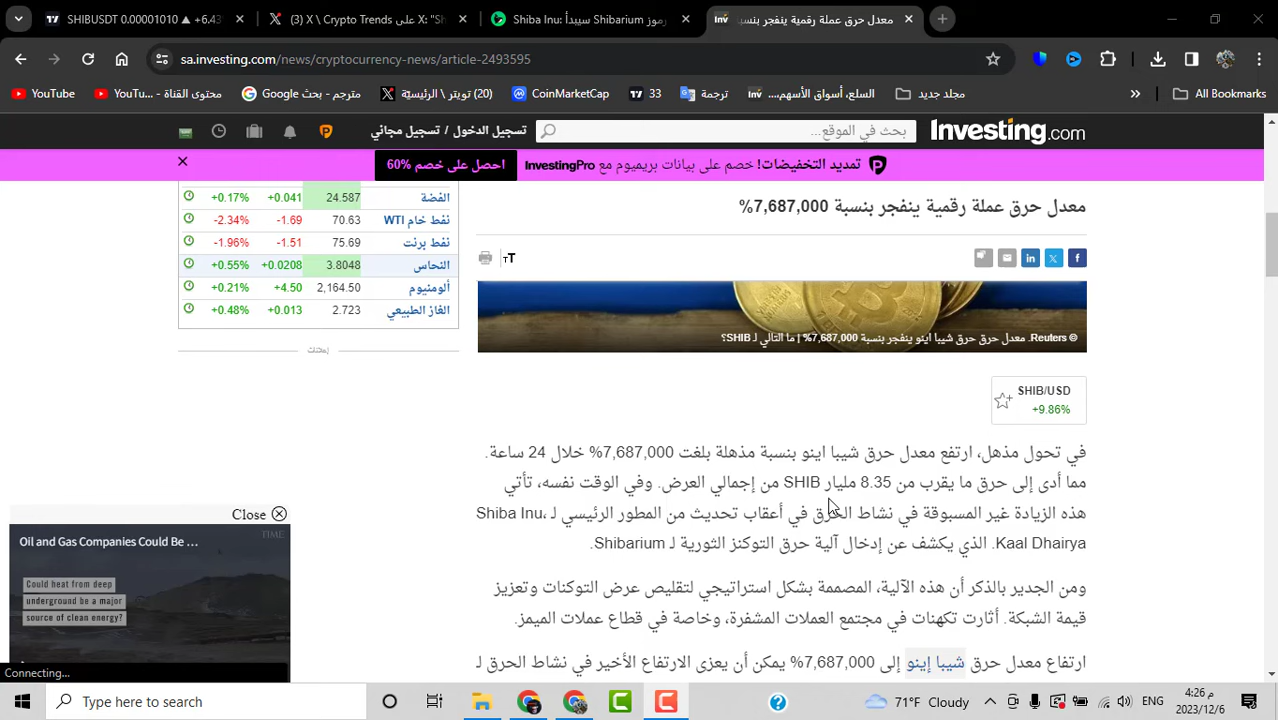 SHIBUSDT 0.00001010 ▲ +6.43
(3) X \ Crypto Trends على X: "Sh
Shiba Inu: سيبدأ Shibarium رموز
معدل حرق عملة رقمية ينفجر بنسبة
sa.investing.com/news/cryptocurrency-news/article-2493595
YouTube
محتوى القناة - YouTu...
مترجم - بحث Google
(20) تويتر \ الرئيسية
CoinMarketCap
33
ترجمة
السلع، أسواق الأسهم،...
مجلد جديد
All Bookmarks
Investing.com
بحث في الموقع...
تسجيل الدخول / تسجيل مجاني
تمديد التخفيضات! خصم على بيانات بريميوم مع InvestingPro
احصل على خصم 60%
معدل حرق عملة رقمية ينفجر بنسبة 7,687,000%
الفضة 24.587 +0.041 +0.17%
نفط خام WTI 70.63 -1.69 -2.34%
نفط برنت 75.69 -1.51 -1.96%
النحاس 3.8048 +0.0208 +0.55%
ألومنيوم 2,164.50 +4.50 +0.21%
الغاز الطبيعي 2.723 +0.013 +0.48%
إعلانات
© Reuters. معدل حرق حرق شيبا اينو ينفجر بنسبة 7,687,000% | ما التالي لـ SHIB؟
SHIB/USD
+9.86%
في تحول مذهل، ارتفع معدل حرق شيبا اينو بنسبة مذهلة بلغت 7,687,000% خلال 24 ساعة.
مما أدى إلى حرق ما يقرب من 8.35 مليار SHIB من إجمالي العرض. وفي الوقت نفسه، تأتي
هذه الزيادة غير المسبوقة في نشاط الحرق في أعقاب تحديث من المطور الرئيسي لـ Shiba Inu،
Kaal Dhairya. الذي يكشف عن إدخال آلية حرق التوكنز الثورية لـ Shibarium.
ومن الجدير بالذكر أن هذه الآلية، المصممة بشكل استراتيجي لتقليص عرض التوكنات وتعزيز
قيمة الشبكة. أثارت تكهنات في مجتمع العملات المشفرة، وخاصة في قطاع عملات الميمز.
ارتفاع معدل حرق شيبا إينو إلى 7,687,000% يمكن أن يعزى الارتفاع الأخير في نشاط الحرق لـ
Close
Oil and Gas Companies Could Be ...
TIME
Could heat from deep
underground be a major
source of clean energy?
Connecting...
Type here to search
71°F Cloudy
ENG
4:26 م
2023/12/6